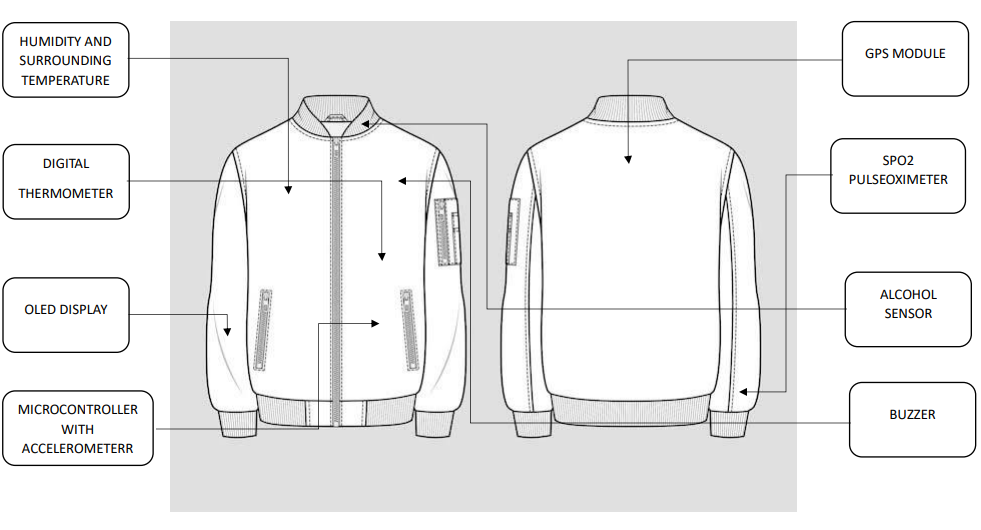 HUMIDITY AND
SURROUNDING
TEMPERATURE
DIGITAL
THERMOMETER
OLED DISPLAY
MICROCONTROLLER
WITH
ACCELEROMETERR
GPS MODULE
SPO2
PULSEOXIMETER
ALCOHOL
SENSOR
BUZZER